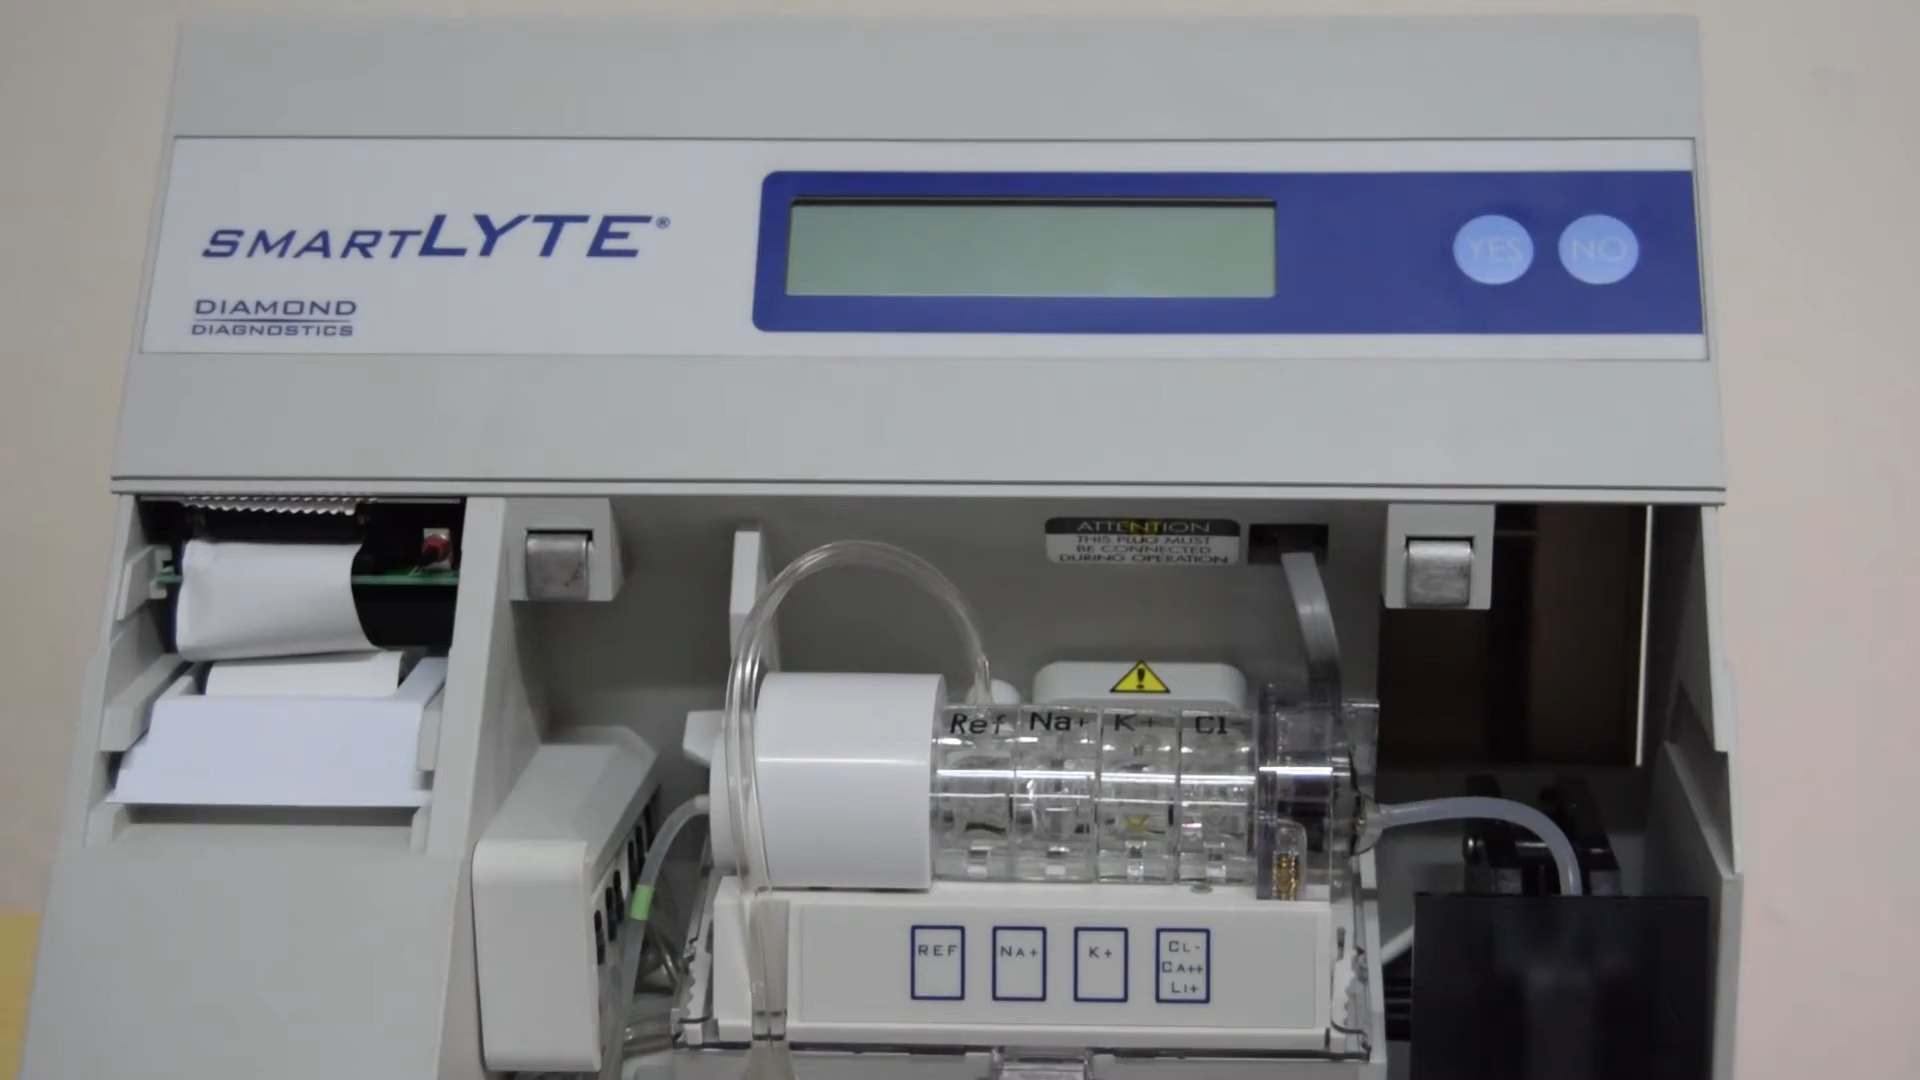 SMARTLYTE®
DIAMOND
DIAGNOSTICS
YES
NO
ATTENTION
THIS PLUG MUST
BE CONNECTED
DURING OPERATION
Ref Na+ K+ Cl-
REF
NA+
K+
CL-
CA++
LI+